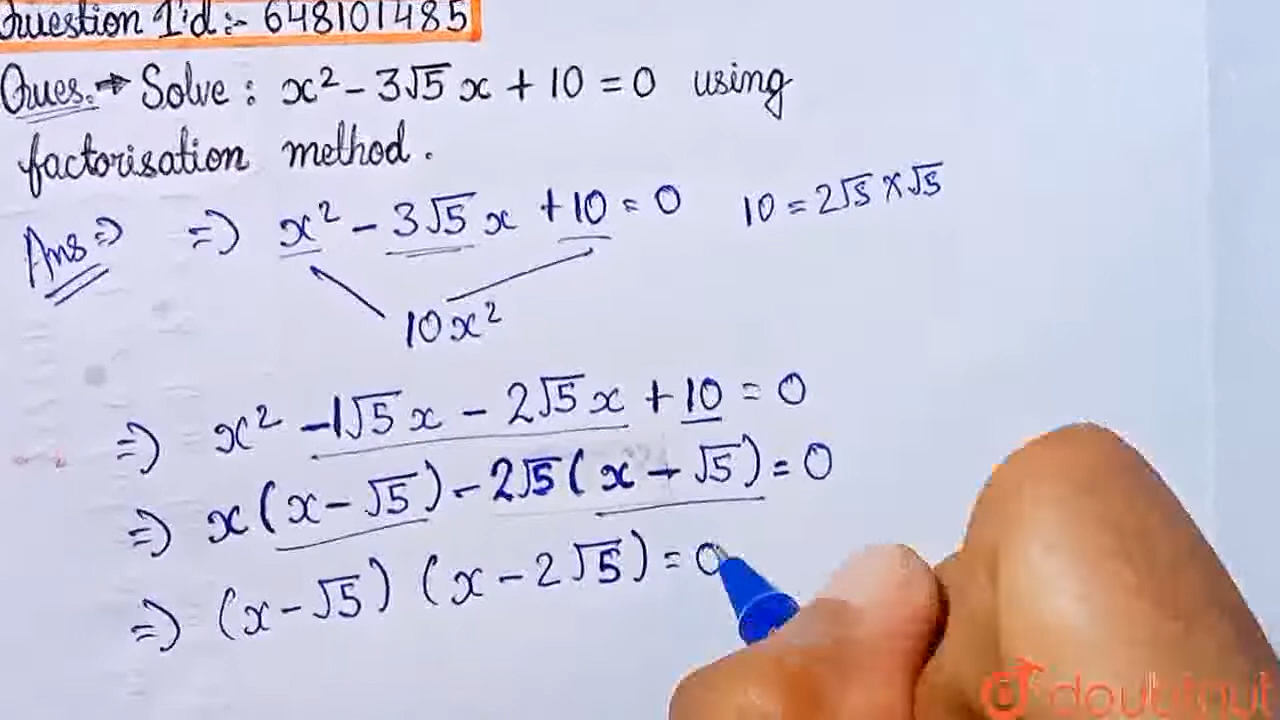 Question I'd :- 648101485
Ques. → Solve : x² - 3√5 x + 10 = 0 using
factorisation method.
Ans ⇒ ⇒ x² - 3√5 x + 10 = 0 10 = 2√5 × √5
10x²
⇒ x² - 1√5 x - 2√5 x + 10 = 0
⇒ x (x - √5) - 2√5 (x - √5) = 0
⇒ (x - √5) (x - 2√5) = 0
doubtnut